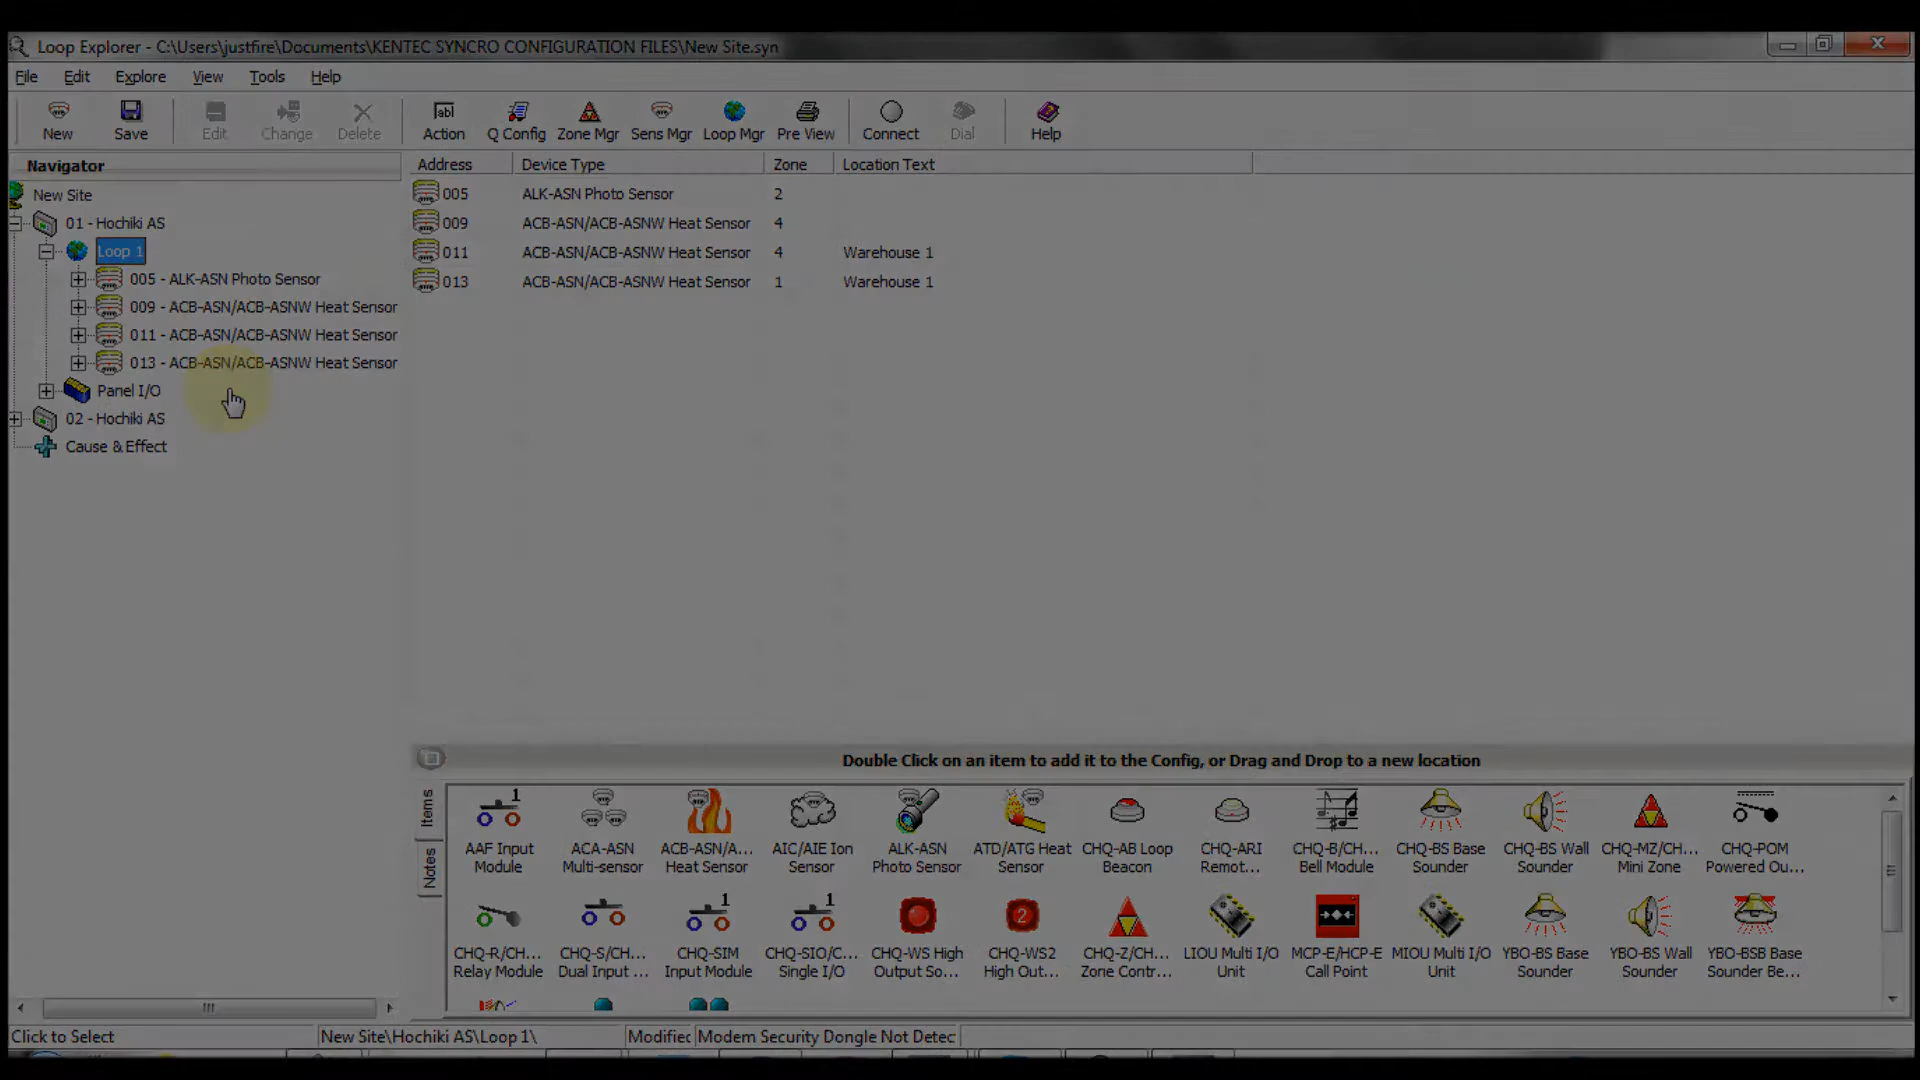 Loop Explorer - C:\Users\justfire\Documents\KENTEC SYNCRO CONFIGURATION FILES\New Site.syn
File Edit Explore View Tools Help
New Save Edit Change Delete Action Q Config Zone Mgr Sens Mgr Loop Mgr Pre View Connect Dial Help
Navigator
New Site
01 - Hochiki AS
Loop 1
005 - ALK-ASN Photo Sensor
009 - ACB-ASN/ACB-ASNW Heat Sensor
011 - ACB-ASN/ACB-ASNW Heat Sensor
013 - ACB-ASN/ACB-ASNW Heat Sensor
Panel I/O
02 - Hochiki AS
Cause & Effect
Address Device Type Zone Location Text
005 ALK-ASN Photo Sensor 2
009 ACB-ASN/ACB-ASNW Heat Sensor 4
011 ACB-ASN/ACB-ASNW Heat Sensor 4 Warehouse 1
013 ACB-ASN/ACB-ASNW Heat Sensor 1 Warehouse 1
Double Click on an item to add it to the Config, or Drag and Drop to a new location
Items
Notes
1
AAF Input ACA-ASN ACB-ASN/A... AIC/AIE Ion ALK-ASN ATD/ATG Heat CHQ-AB Loop CHQ-ARI CHQ-B/CH... CHQ-BS Base CHQ-BS Wall CHQ-MZ/CH... CHQ-POM
Module Multi-sensor Heat Sensor Sensor Photo Sensor Sensor Beacon Remot... Bell Module Sounder Sounder Mini Zone Powered Ou...
1 1 2
CHQ-R/CH... CHQ-S/CH... CHQ-SIM CHQ-SIO/C... CHQ-WS High CHQ-WS2 CHQ-Z/CH... LIOU Multi I/O MCP-E/HCP-E MIOU Multi I/O YBO-BS Base YBO-BS Wall YBO-BSB Base
Relay Module Dual Input ... Input Module Single I/O Output So... High Out... Zone Contr... Unit Call Point Unit Sounder Sounder Sounder Be...
Click to Select New Site\Hochiki AS\Loop 1\ Modified Modem Security Dongle Not Detec